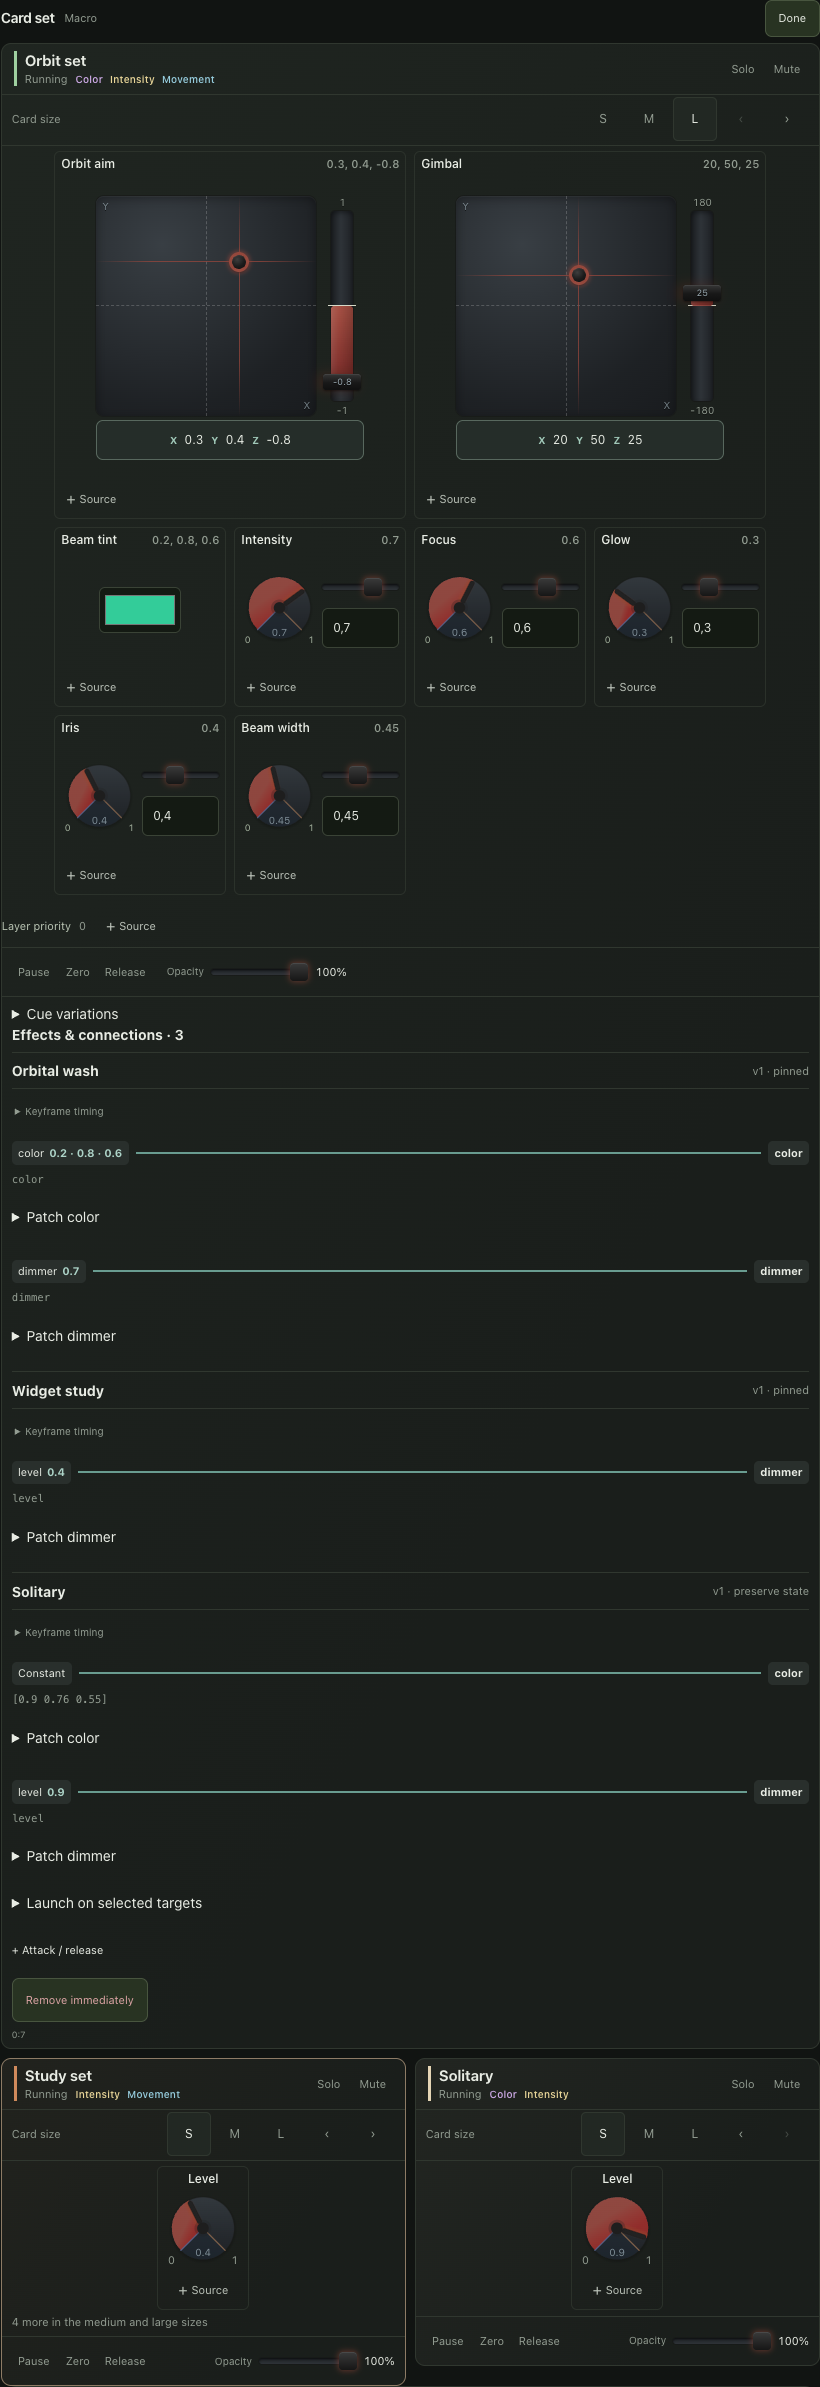 Card set Macro Done
Orbit set
Running Color Intensity Movement Solo Mute
Card size S M L ‹ ›
Orbit aim 0.3, 0.4, -0.8
Y 1
-0.8
X -1
X 0.3 Y 0.4 Z -0.8
+ Source
Gimbal 20, 50, 25
Y 180
25
X -180
X 20 Y 50 Z 25
+ Source
Beam tint 0.2, 0.8, 0.6
+ Source
Intensity 0.7
0,7
0.7
0 1
+ Source
Focus 0.6
0,6
0.6
0 1
+ Source
Glow 0.3
0,3
0.3
0 1
+ Source
Iris 0.4
0,4
0.4
0 1
+ Source
Beam width 0.45
0,45
0.45
0 1
+ Source
Layer priority 0 + Source
Pause Zero Release Opacity 100%
▶ Cue variations
Effects & connections · 3
Orbital wash v1 · pinned
▶ Keyframe timing
color 0.2 · 0.8 · 0.6 color
color
▶ Patch color
dimmer 0.7 dimmer
dimmer
▶ Patch dimmer
Widget study v1 · pinned
▶ Keyframe timing
level 0.4 dimmer
level
▶ Patch dimmer
Solitary v1 · preserve state
▶ Keyframe timing
Constant color
[0.9 0.76 0.55]
▶ Patch color
level 0.9 dimmer
level
▶ Patch dimmer
▶ Launch on selected targets
+ Attack / release
Remove immediately
0:7
Study set
Running Intensity Movement Solo Mute
Card size S M L ‹ ›
Level
0.4
0 1
+ Source
4 more in the medium and large sizes
Pause Zero Release Opacity 100%
Solitary
Running Color Intensity Solo Mute
Card size S M L ‹ ›
Level
0.9
0 1
+ Source
Pause Zero Release Opacity 100%